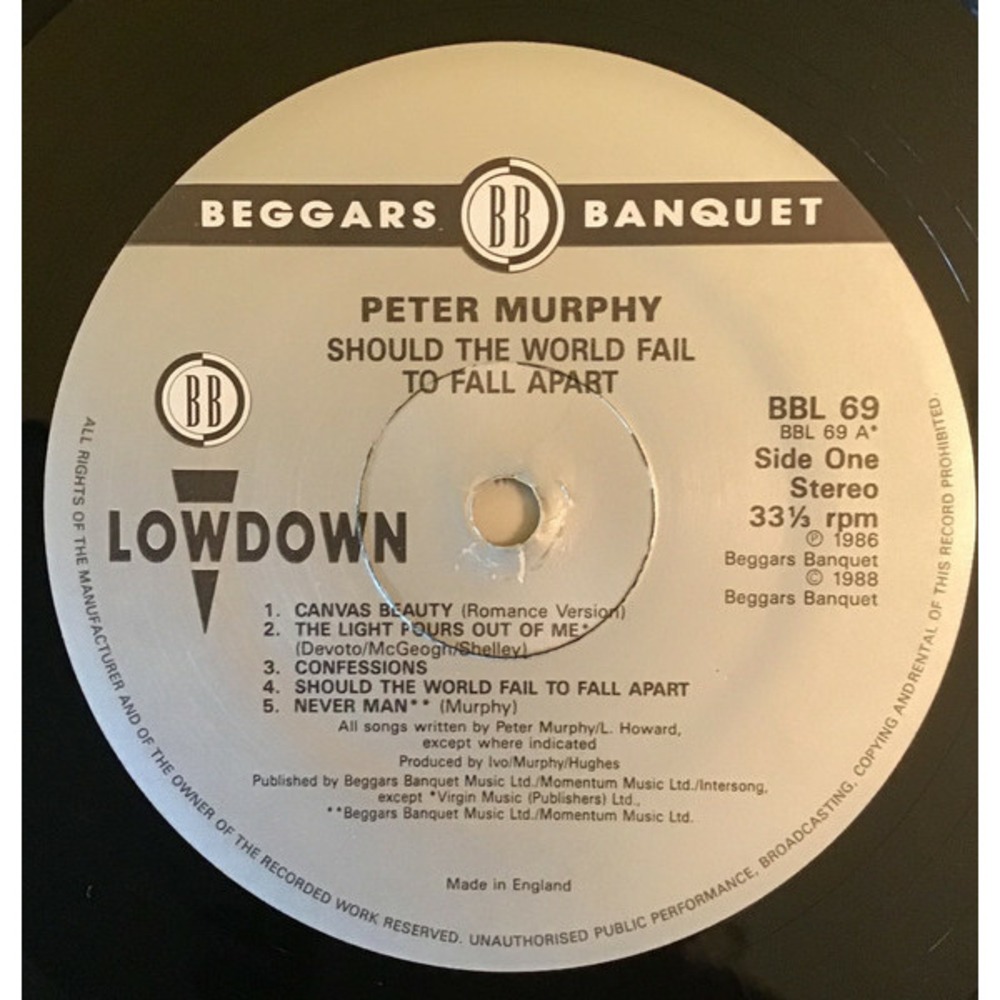 BEGGARS BB BANQUET
PETER MURPHY
SHOULD THE WORLD FAIL
TO FALL APART
BB
LOWDOWN
BBL 69
BBL 69 A*
Side One
Stereo
33⅓ rpm
℗ 1986
Beggars Banquet
© 1988
Beggars Banquet
1. CANVAS BEAUTY (Romance Version)
2. THE LIGHT POURS OUT OF ME*
(Devoto/McGeogh/Shelley)
3. CONFESSIONS
4. SHOULD THE WORLD FAIL TO FALL APART
5. NEVER MAN** (Murphy)
All songs written by Peter Murphy/L. Howard,
except where indicated
Produced by Ivo/Murphy/Hughes
Published by Beggars Banquet Music Ltd./Momentum Music Ltd./Intersong,
except *Virgin Music (Publishers) Ltd.,
**Beggars Banquet Music Ltd./Momentum Music Ltd.
Made in England
ALL RIGHTS OF THE MANUFACTURER AND OF THE OWNER OF THE RECORDED WORK RESERVED. UNAUTHORISED PUBLIC PERFORMANCE, BROADCASTING, COPYING ANDRENTAL OF THIS RECORD PROHIBITED.